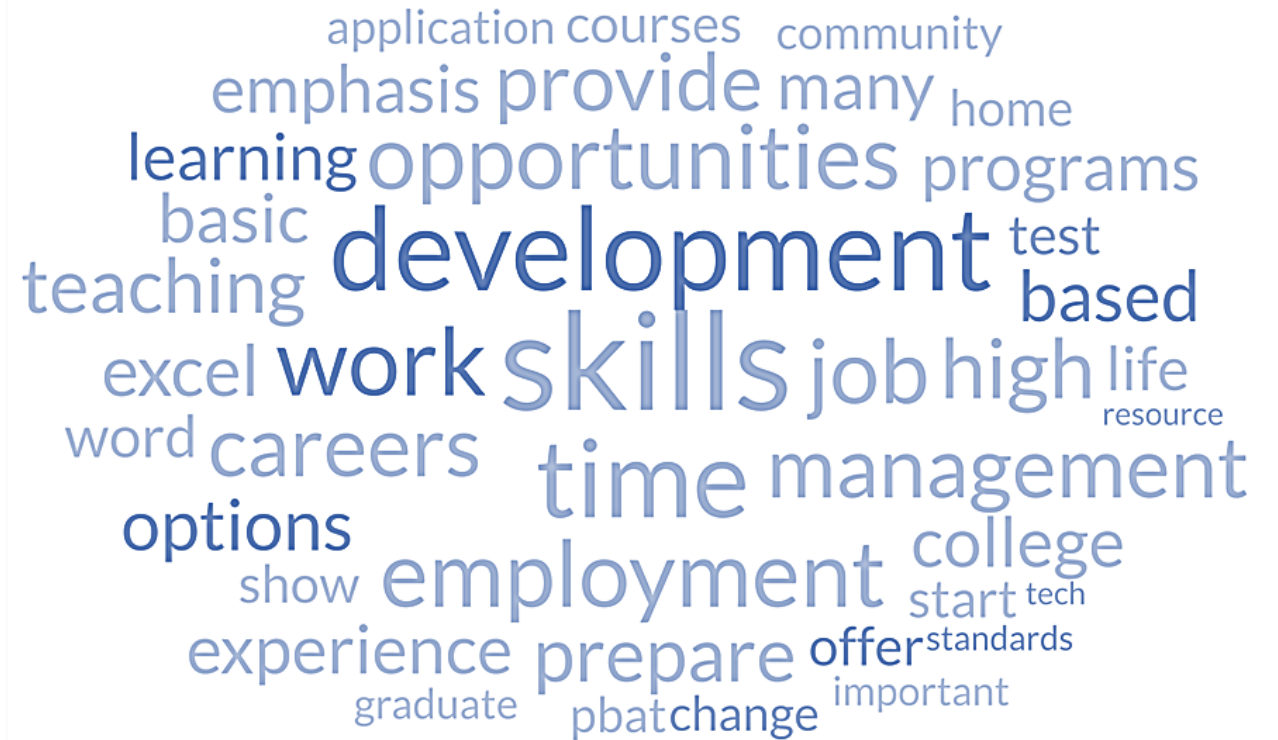 application courses community
emphasis provide many home
learning opportunities programs
basic development test
teaching based
excel work skills job high life
resource
word careers time management
options college
show employment start tech
experience prepare offer standards
graduate pbat change important